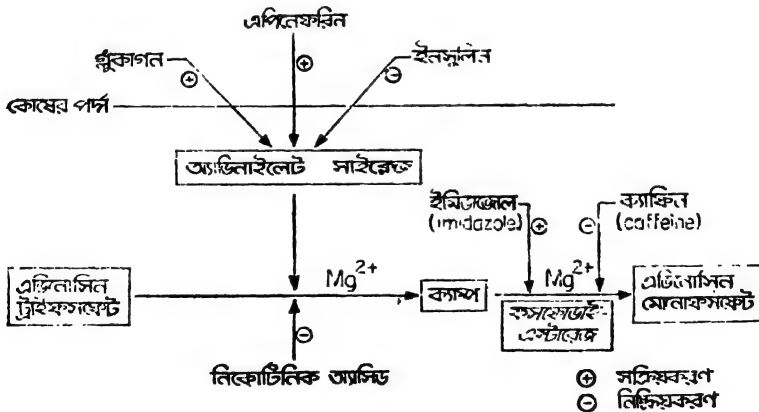 এপিনেফরিন
গ্লুকাগন
ইনসুলিন
⊕
⊕
⊖
কোষের পর্দা
অ্যাডিনাইলেট সাইক্লেজ
ইমিডাজোল
(imidazole)
ক্যাফিন
(caffeine)
⊕
⊖
এডিনোসিন
ট্রাইফসফেট
Mg²⁺
ক্যাম্প
Mg²⁺
ফসফোডাই-
এস্টারেজ
এডিনোসিন
মোনোফসফেট
⊖
নিকোটিনিক অ্যাসিড
⊕ সক্রিয়করণ
⊖ নিষ্ক্রিয়করণ